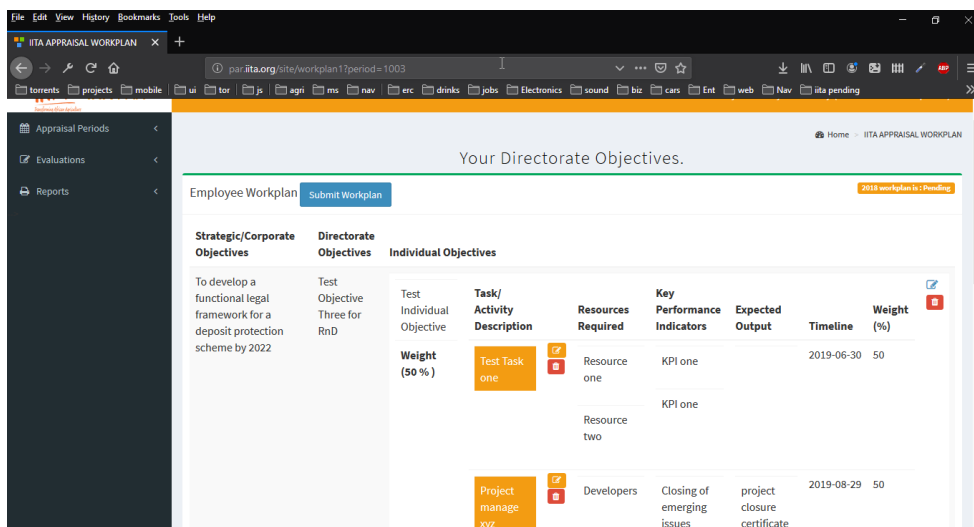 File Edit View History Bookmarks Tools Help
IITA APPRAISAL WORKPLAN
par.iita.org/site/workplan1?period=1003
torrents projects mobile ui tor js agri ms nav erc drinks jobs Electronics sound biz cars Ent web Nav iita pending
Appraisal Periods
Evaluations
Reports
Home > IITA APPRAISAL WORKPLAN
Your Directorate Objectives.
Employee Workplan Submit Workplan 2018 workplan is : Pending
Strategic/Corporate Objectives
Directorate Objectives
Individual Objectives
To develop a
functional legal
framework for a
deposit protection
scheme by 2022
Test
Objective
Three for
RnD
Test
Individual
Objective
Weight
(50 % )
Task/
Activity
Description
Resources
Required
Key
Performance
Indicators
Expected
Output
Timeline
Weight
(%)
Test Task
one
Resource
one
Resource
two
KPI one
KPI one
2019-06-30 50
Project
manage
xyz
Developers
Closing of
emerging
issues
project
closure
certificate
2019-08-29 50